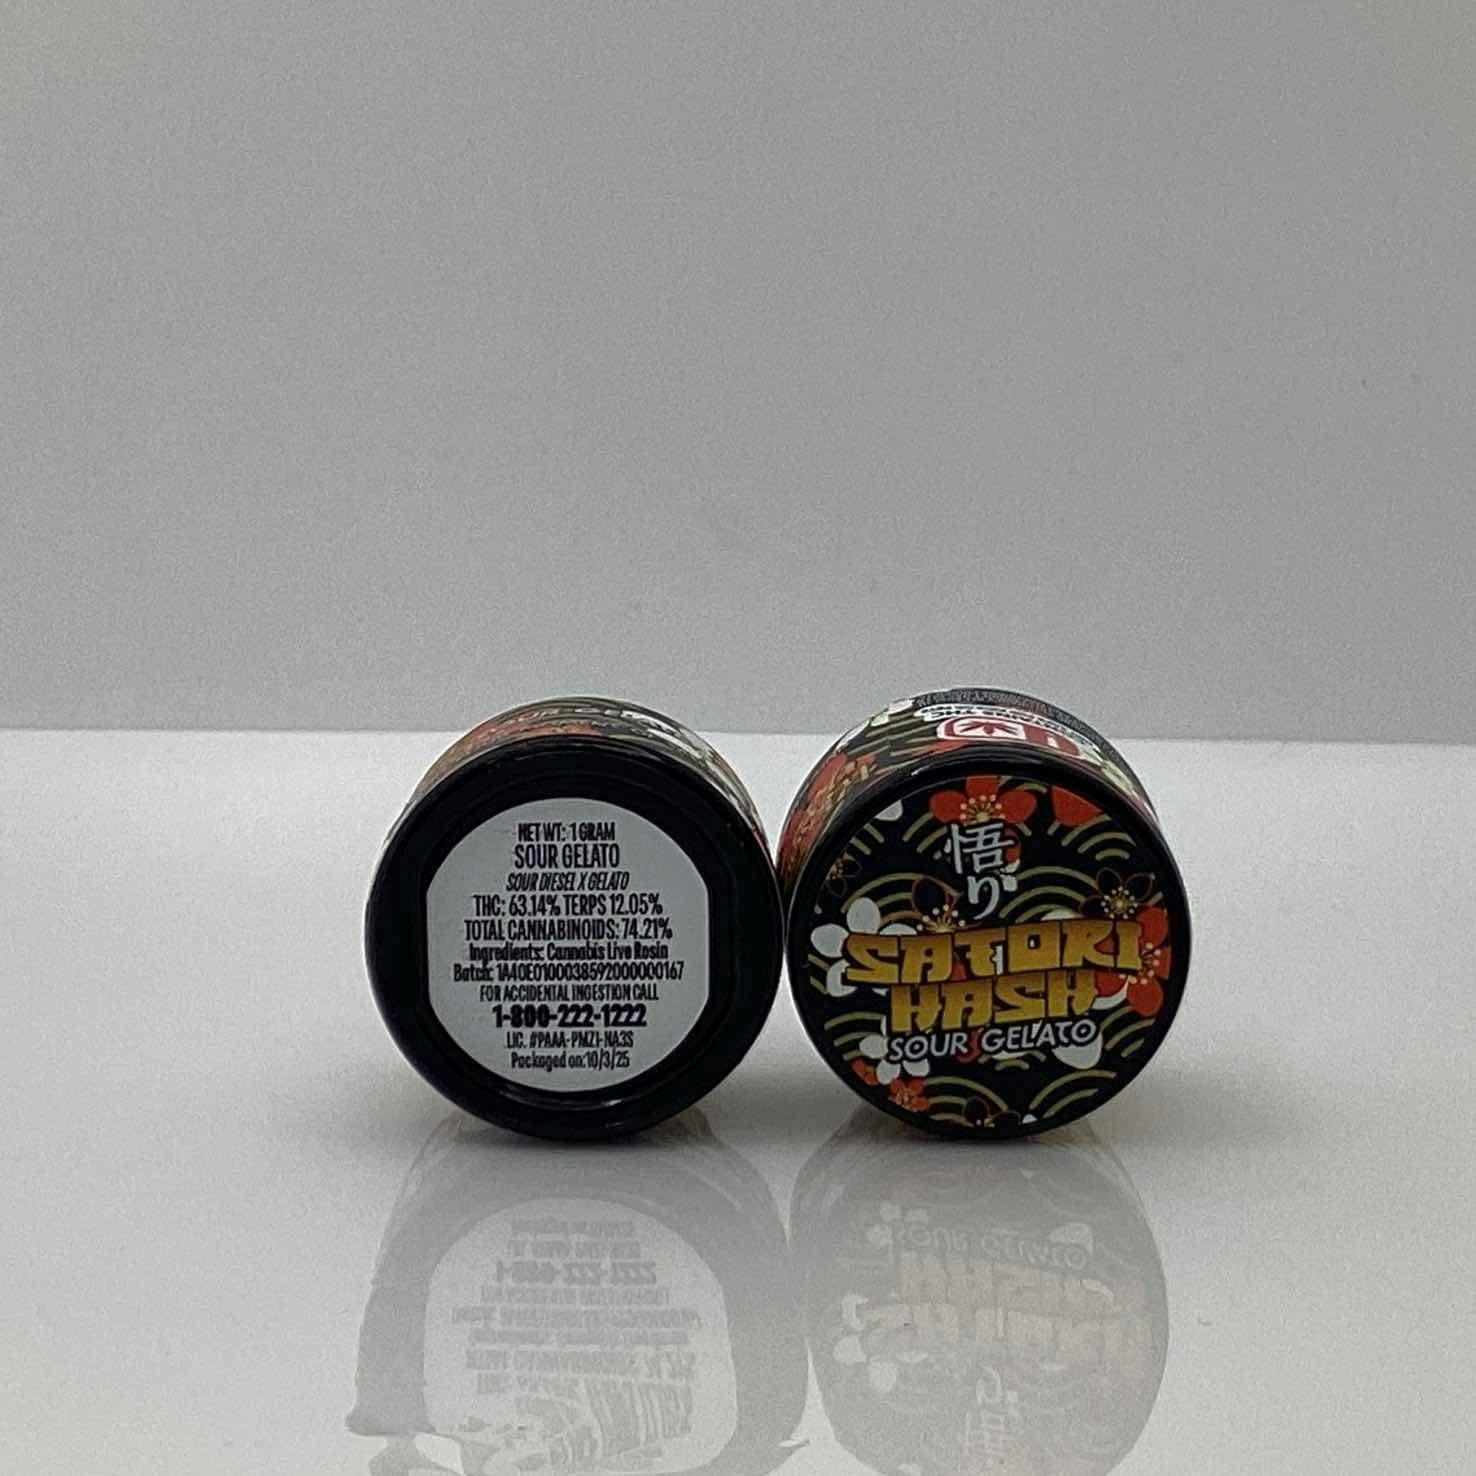 NET WT: 1 GRAM
SOUR GELATO
SOUR DIESEL X GELATO
THC: 63.14% TERPS 12.05%
TOTAL CANNABINOIDS: 74.21%
Ingredients: Cannabis Live Rosin
Batch: 1A40E0100038592000000167
FOR ACCIDENTAL INGESTION CALL
1-800-222-1222
LIC. #PAAA-PMZI-NA3S
Packaged on:10/3/25
悟り
SATORI
HASH
SOUR GELATO